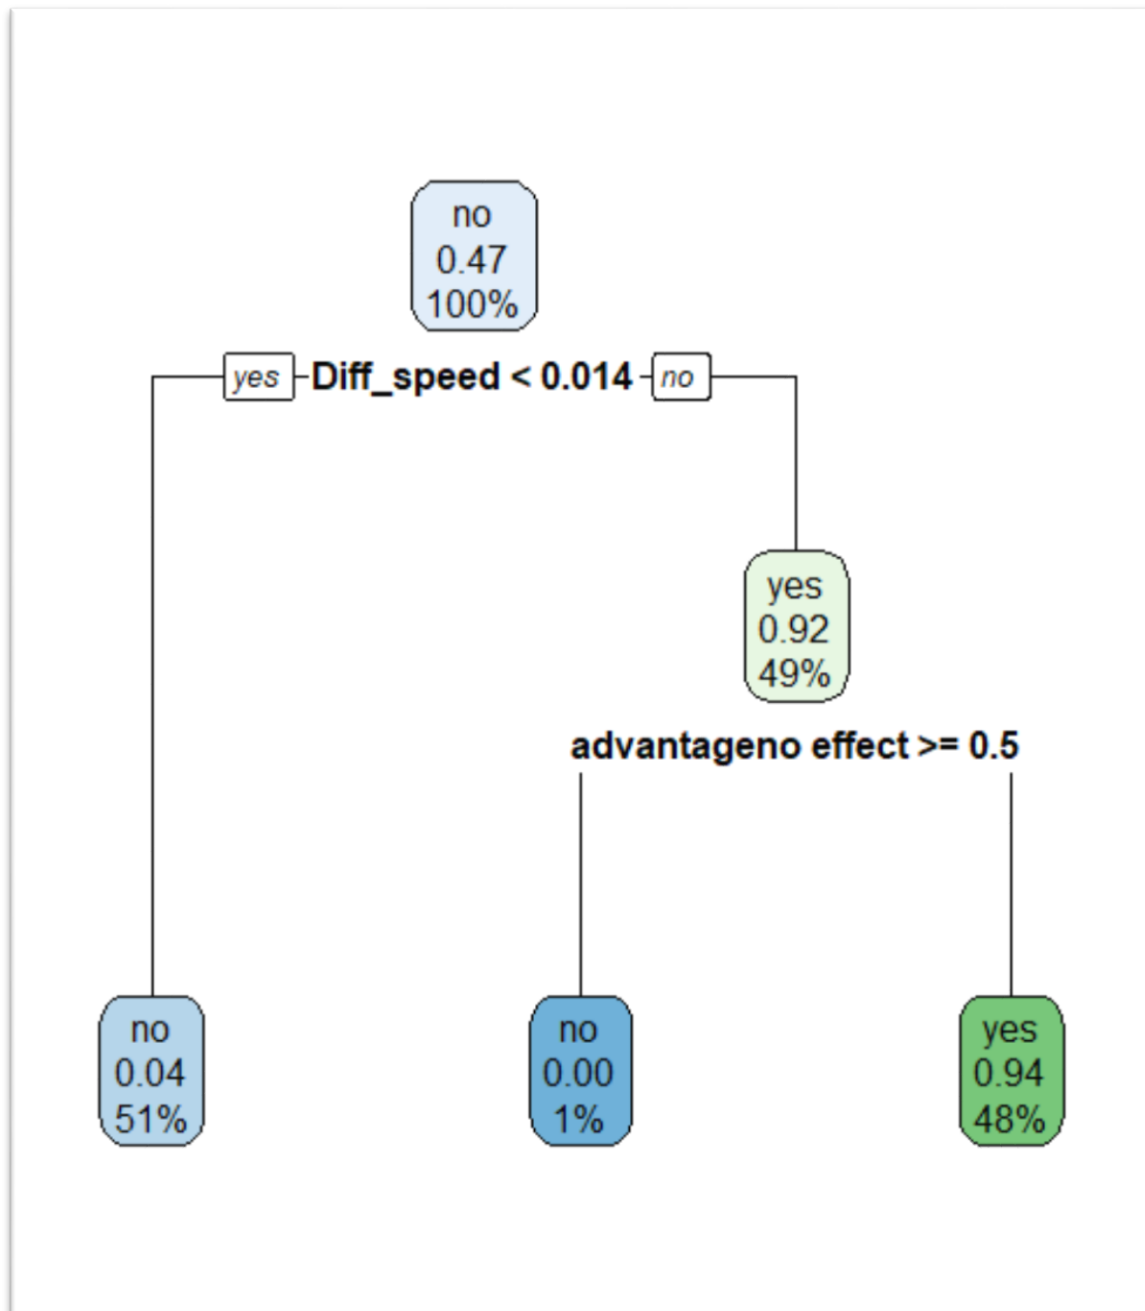 no
0.47
100%
yes Diff_speed < 0.014 no
yes
0.92
49%
advantageno effect >= 0.5
no
0.04
51%
no
0.00
1%
yes
0.94
48%